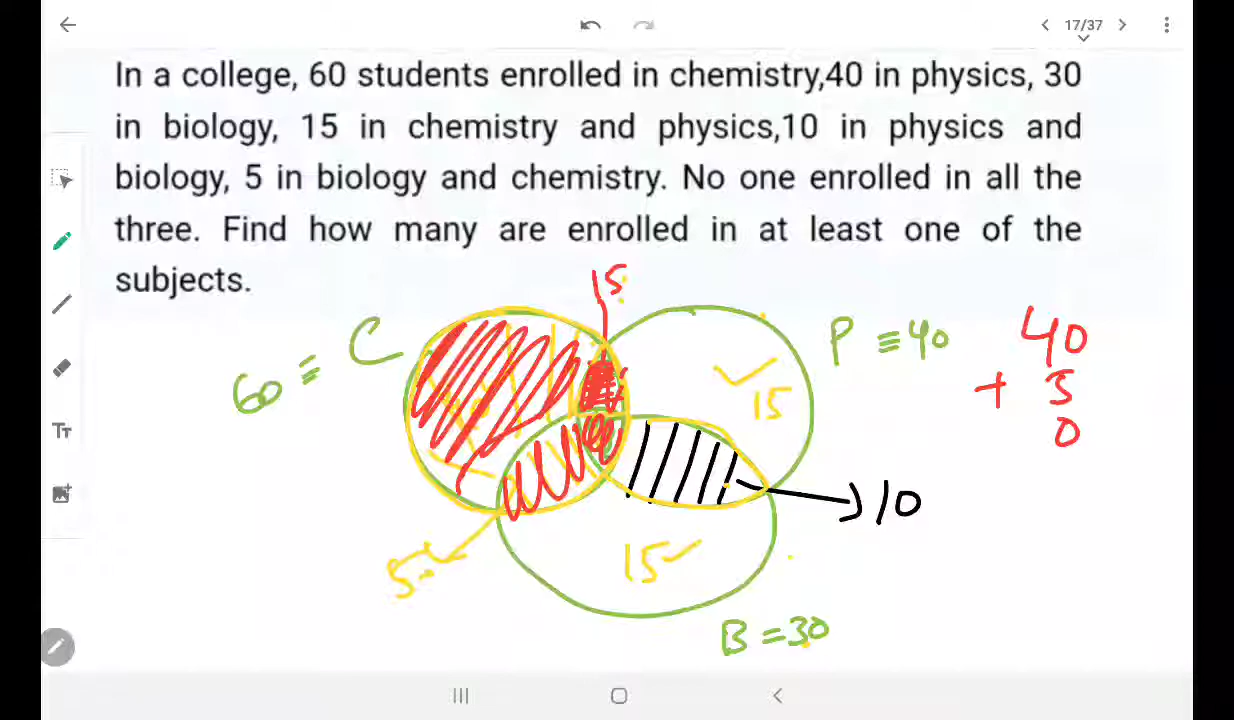 17/37
In a college, 60 students enrolled in chemistry,40 in physics, 30
in biology, 15 in chemistry and physics,10 in physics and
biology, 5 in biology and chemistry. No one enrolled in all the
three. Find how many are enrolled in at least one of the
subjects.
15
60 ≡ C
P ≡ 40
40
+ 5
0
15
10
5
15
B = 30
Tт